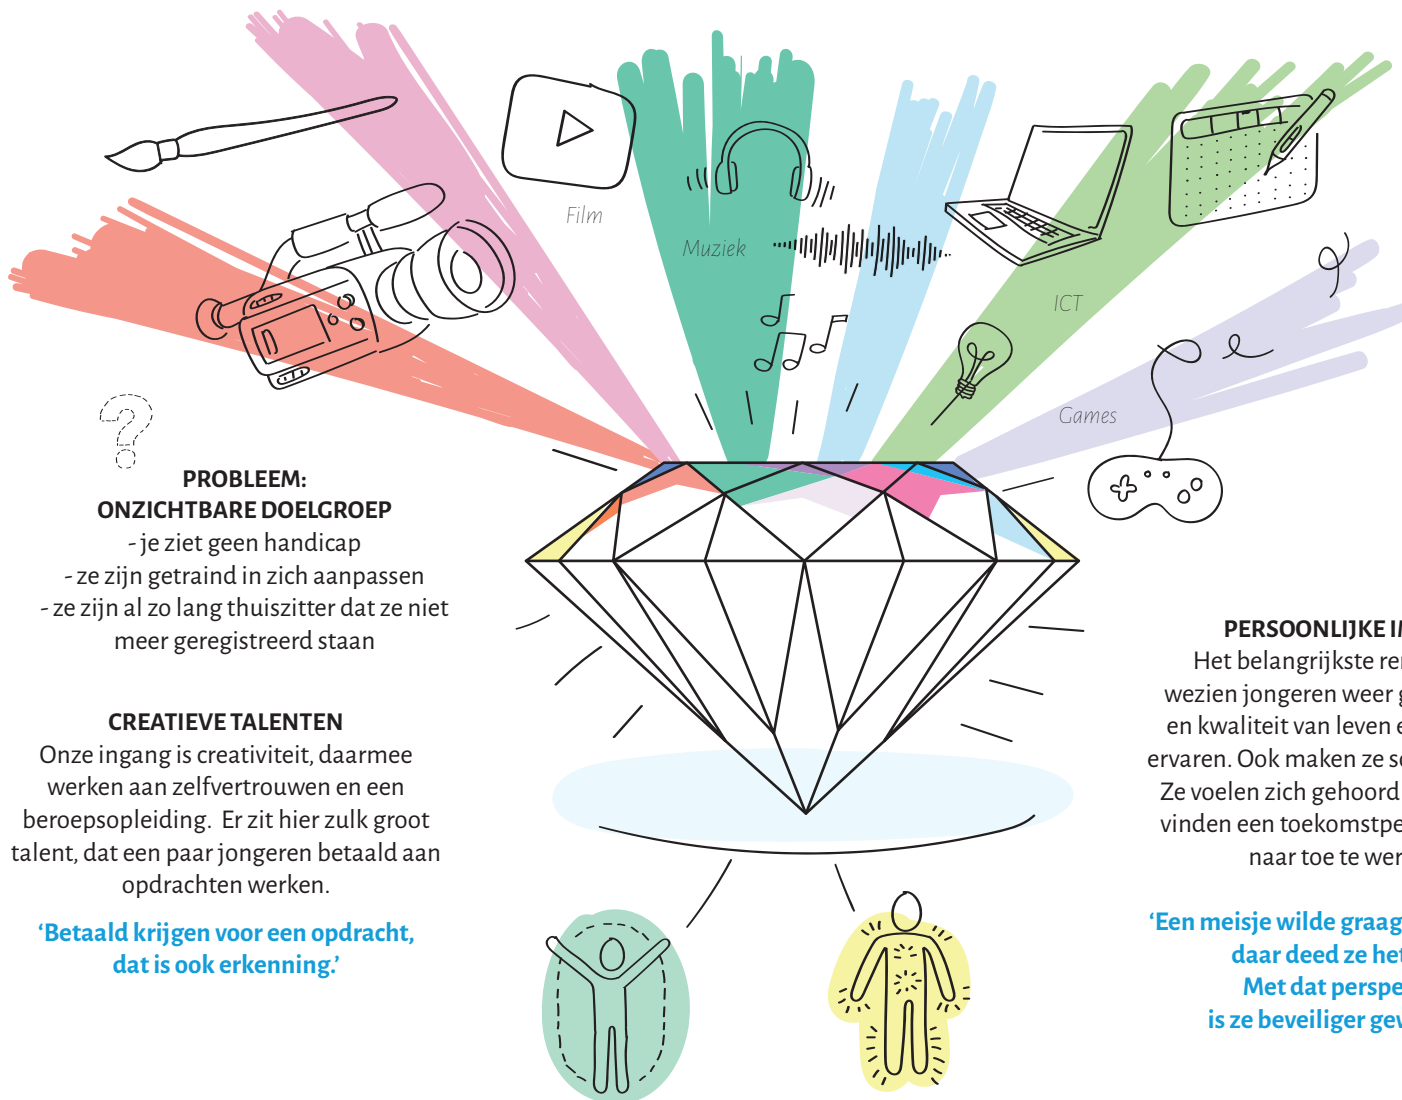 Film
Muziek
ICT
Games
PROBLEEM:
ONZICHTBARE DOELGROEP
- je ziet geen handicap
- ze zijn getraind in zich aanpassen
- ze zijn al zo lang thuiszitter dat ze niet
meer geregistreerd staan
CREATIEVE TALENTEN
Onze ingang is creativiteit, daarmee
werken aan zelfvertrouwen en een
beroepsopleiding. Er zit hier zulk groot
talent, dat een paar jongeren betaald aan
opdrachten werken.
‘Betaald krijgen voor een opdracht,
dat is ook erkenning.’
PERSOONLIJKE
Het belangrijkste
wezien jongeren weer
en kwaliteit van leven
ervaren. Ook maken ze
Ze voelen zich gehoord
vinden een
naar toe te
‘Een meisje wilde graag
daar deed ze het
Met dat
is ze beveiliger